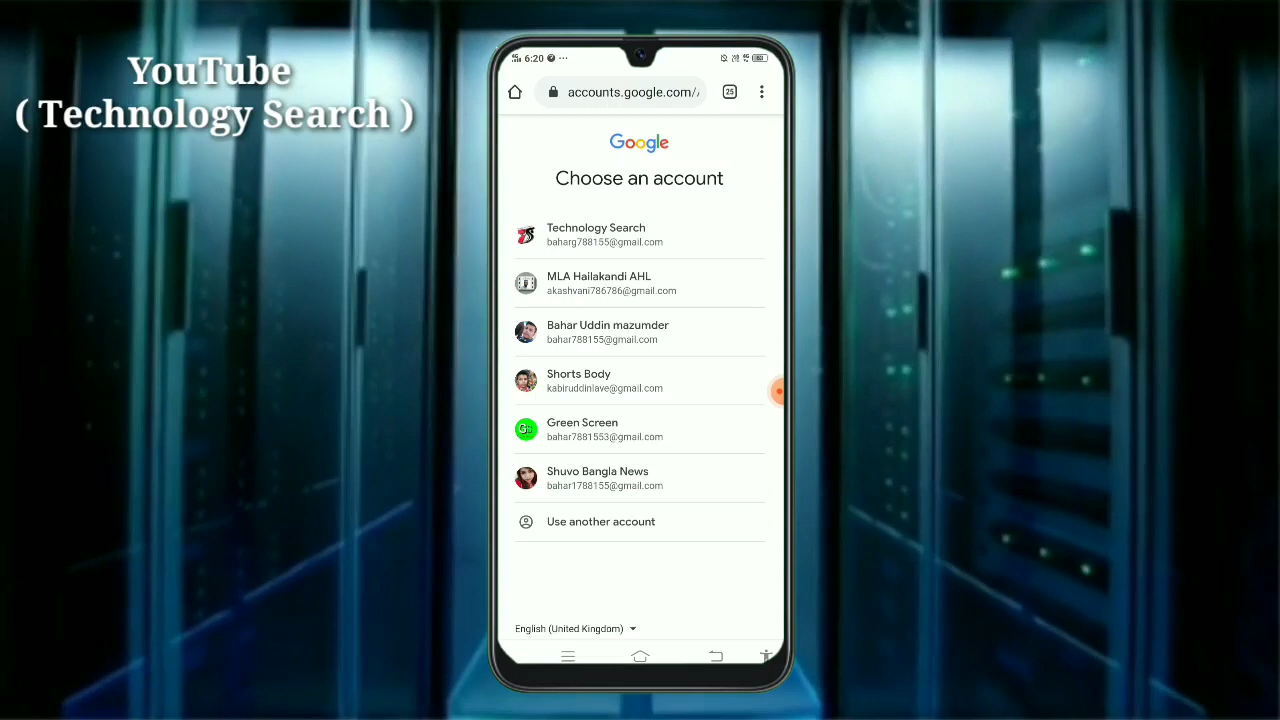 YouTube
( Technology Search )
6:20 ...
accounts.google.com/
25
Google
Choose an account
Technology Search
baharg788155@gmail.com
MLA Hailakandi AHL
akashvani786786@gmail.com
Bahar Uddin mazumder
bahar788155@gmail.com
Shorts Body
kabiruddinlave@gmail.com
Green Screen
bahar7881553@gmail.com
Shuvo Bangla News
bahar1788155@gmail.com
Use another account
English (United Kingdom)